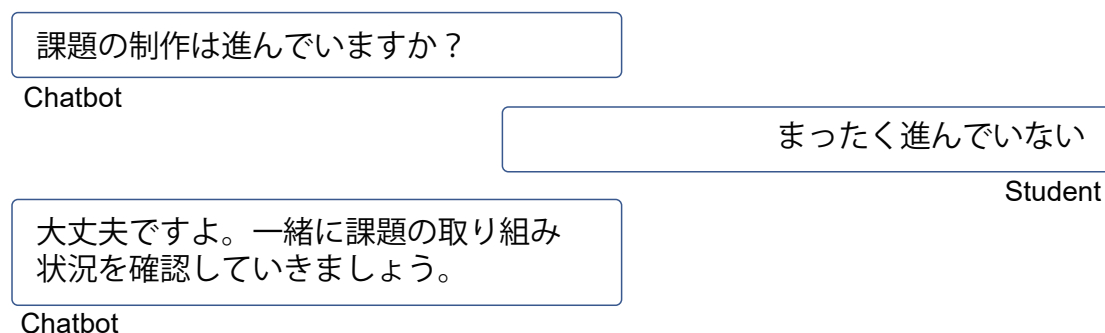 課題の制作は進んでいますか？
Chatbot
まったく進んでいない
Student
大丈夫ですよ。一緒に課題の取り組み
状況を確認していきましょう。
Chatbot